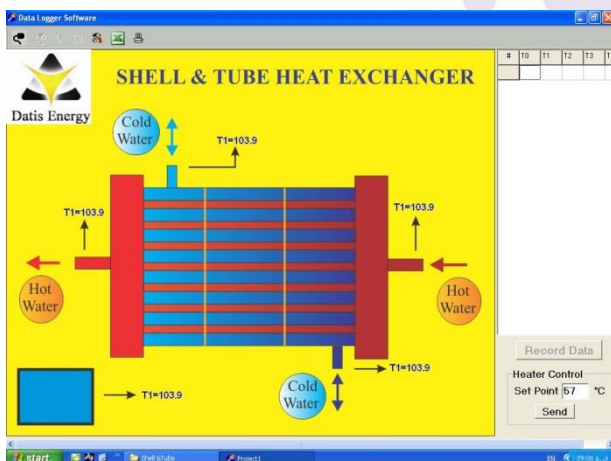 Data Logger Software
# T0 T1 T2 T3
Datis Energy
SHELL & TUBE HEAT EXCHANGER
Cold
Water
T1=103.9
T1=103.9
T1=103.9
Hot
Water
Hot
Water
T1=103.9
T1=103.9
Cold
Water
Record Data
Heater Control
Set Point 57 °C
Send
start
Shell &Tube
Project1
EN